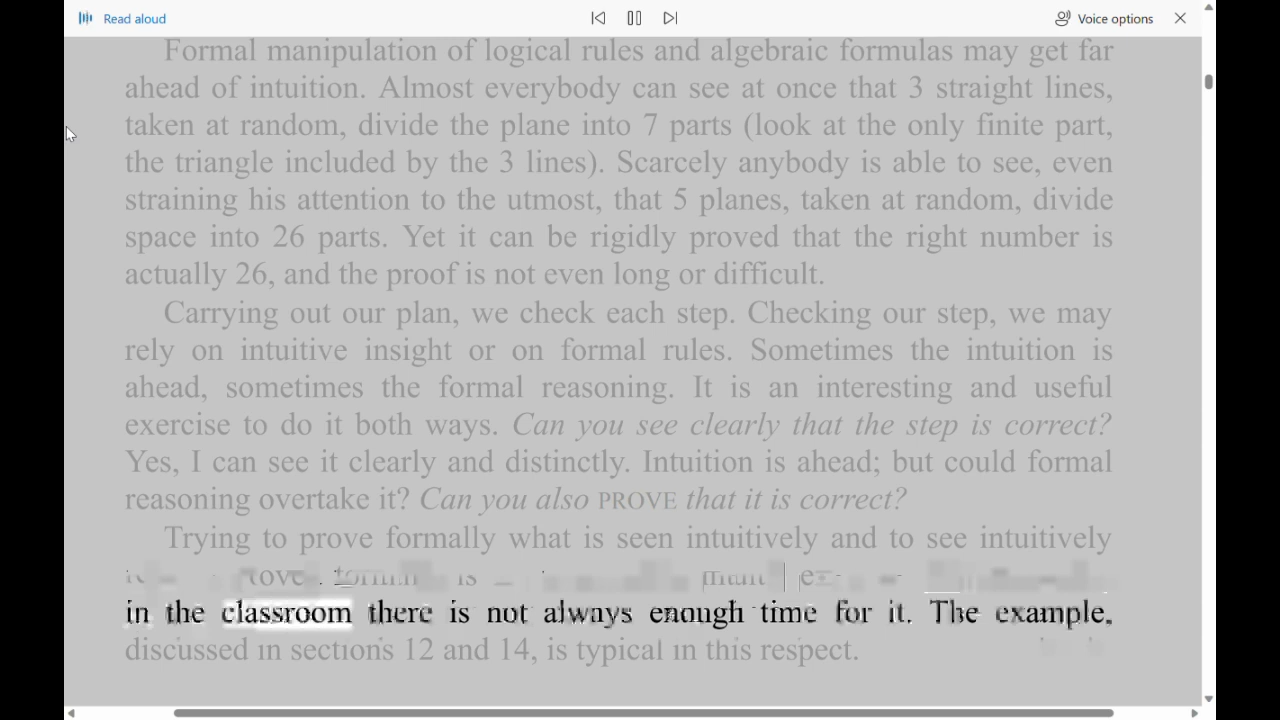 Read aloud
Voice options
Formal manipulation of logical rules and algebraic formulas may get far
ahead of intuition. Almost everybody can see at once that 3 straight lines,
taken at random, divide the plane into 7 parts (look at the only finite part,
the triangle included by the 3 lines). Scarcely anybody is able to see, even
straining his attention to the utmost, that 5 planes, taken at random, divide
space into 26 parts. Yet it can be rigidly proved that the right number is
actually 26, and the proof is not even long or difficult.
Carrying out our plan, we check each step. Checking our step, we may
rely on intuitive insight or on formal rules. Sometimes the intuition is
ahead, sometimes the formal reasoning. It is an interesting and useful
exercise to do it both ways. Can you see clearly that the step is correct?
Yes, I can see it clearly and distinctly. Intuition is ahead; but could formal
reasoning overtake it? Can you also PROVE that it is correct?
Trying to prove formally what is seen intuitively and to see intuitively
is
in the classroom there is not always enough time for it. The example,
discussed in sections 12 and 14, is typical in this respect.